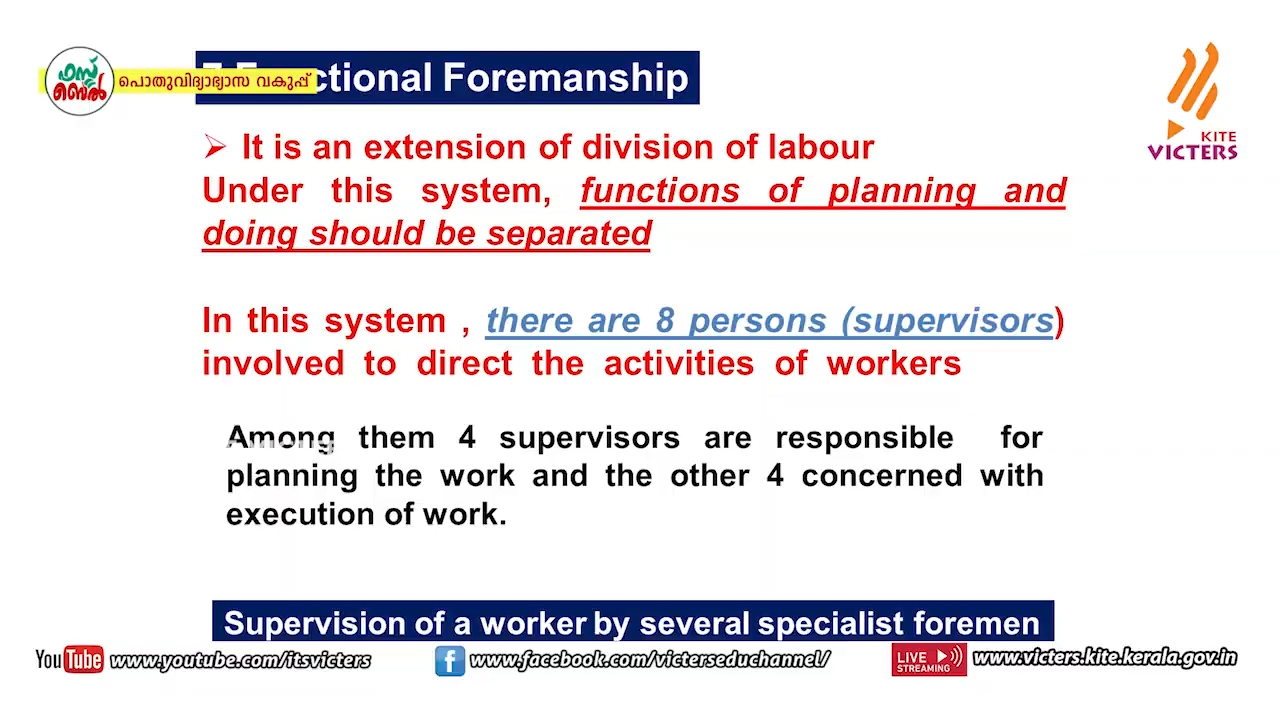 ഫസ്റ്റ് ബെൽ
പൊതുവിദ്യാഭ്യാസ വകുപ്പ്
Foremanship
KITE
VICTERS
➢ It is an extension of division of labour
Under this system, functions of planning and
doing should be separated
In this system , there are 8 persons (supervisors)
involved to direct the activities of workers
Among them 4 supervisors are responsible for
planning the work and the other 4 concerned with
execution of work.
Supervision of a worker by several specialist foremen
YouTube www.youtube.com/itsvicters
f www.facebook.com/victerseduchannel/
LIVE
STREAMING
www.victers.kite.kerala.gov.in